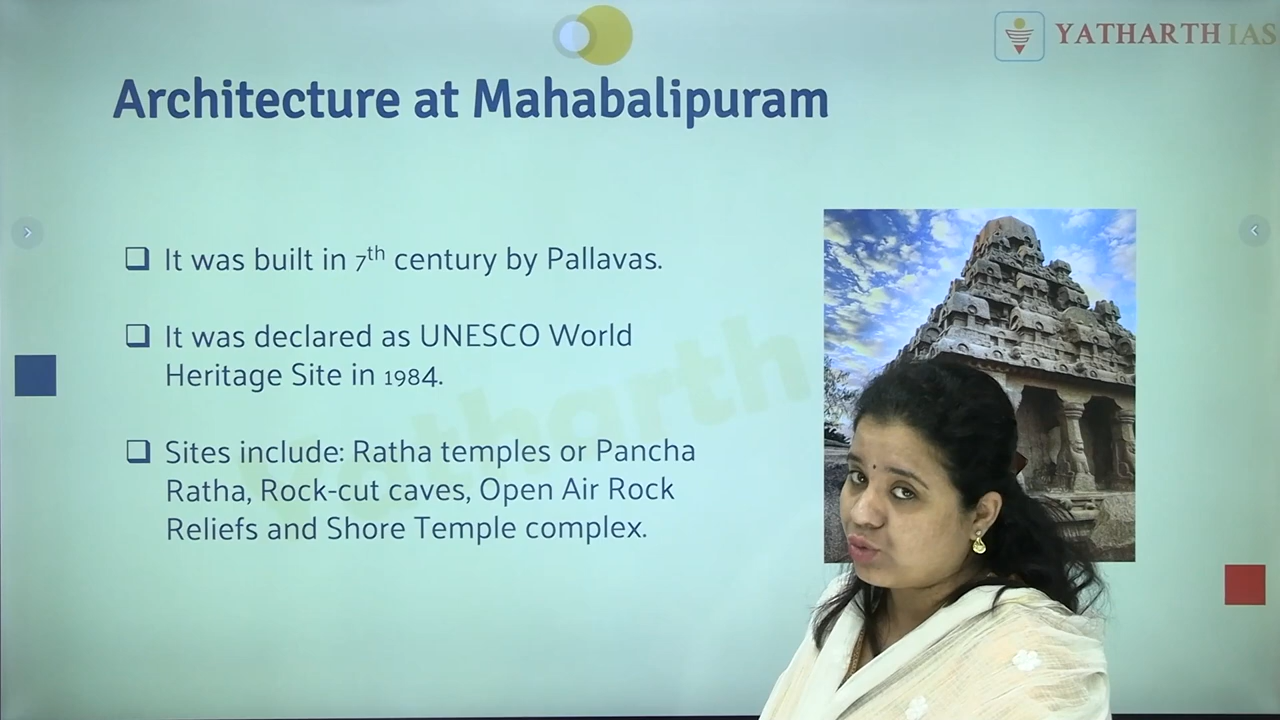 YATHARTH IAS
Architecture at Mahabalipuram
❑ It was built in 7th century by Pallavas.
❑ It was declared as UNESCO World
Heritage Site in 1984.
❑ Sites include: Ratha temples or Pancha
Ratha, Rock-cut caves, Open Air Rock
Reliefs and Shore Temple complex.
Yatharth